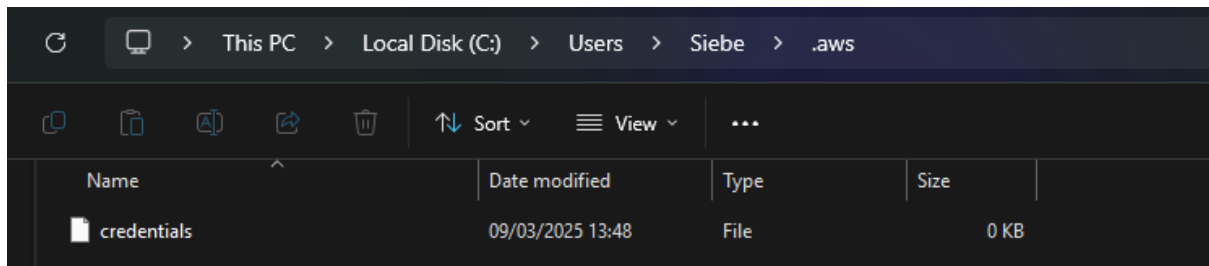 This PC > Local Disk (C:) > Users > Siebe > .aws
Sort View •••
Name Date modified Type Size
credentials 09/03/2025 13:48 File 0 KB